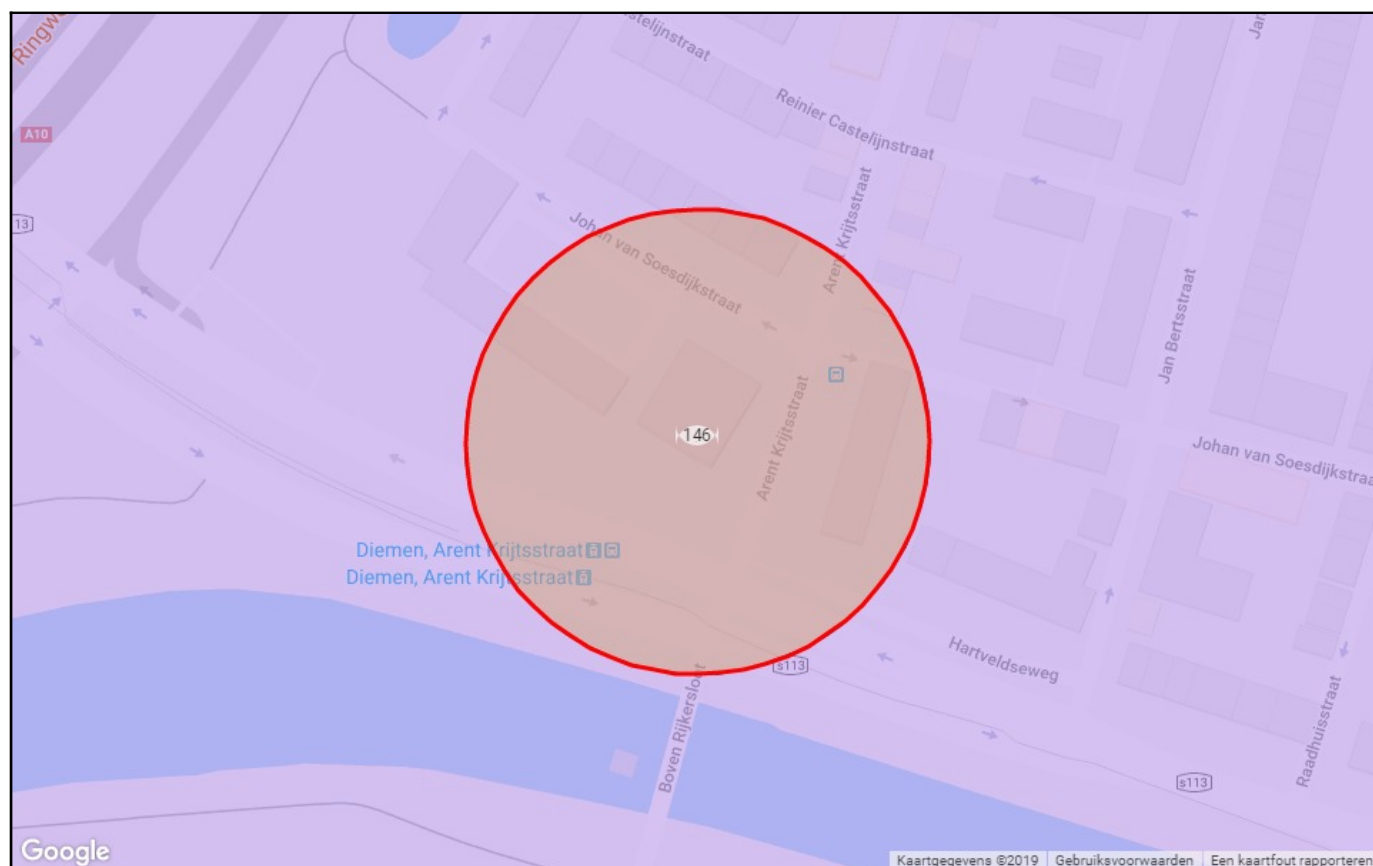 Ringw
A10
13
stelijnstraat
Reinier Castelijnstraat
Jar
Arent Krijtsstraat
Johan van Soesdijkstraat
Jan Bertsstraat
146
Arent Krijtsstraat
Johan van Soesdijkstraa
Diemen, Arent Krijtsstraat
Diemen, Arent Krijtsstraat
Hartveldseweg
s113
Boven Rijkersloot
Raadhuisstraat
s113
Google
Kaartgegevens ©2019 Gebruiksvoorwaarden Een kaartfout rapporteren